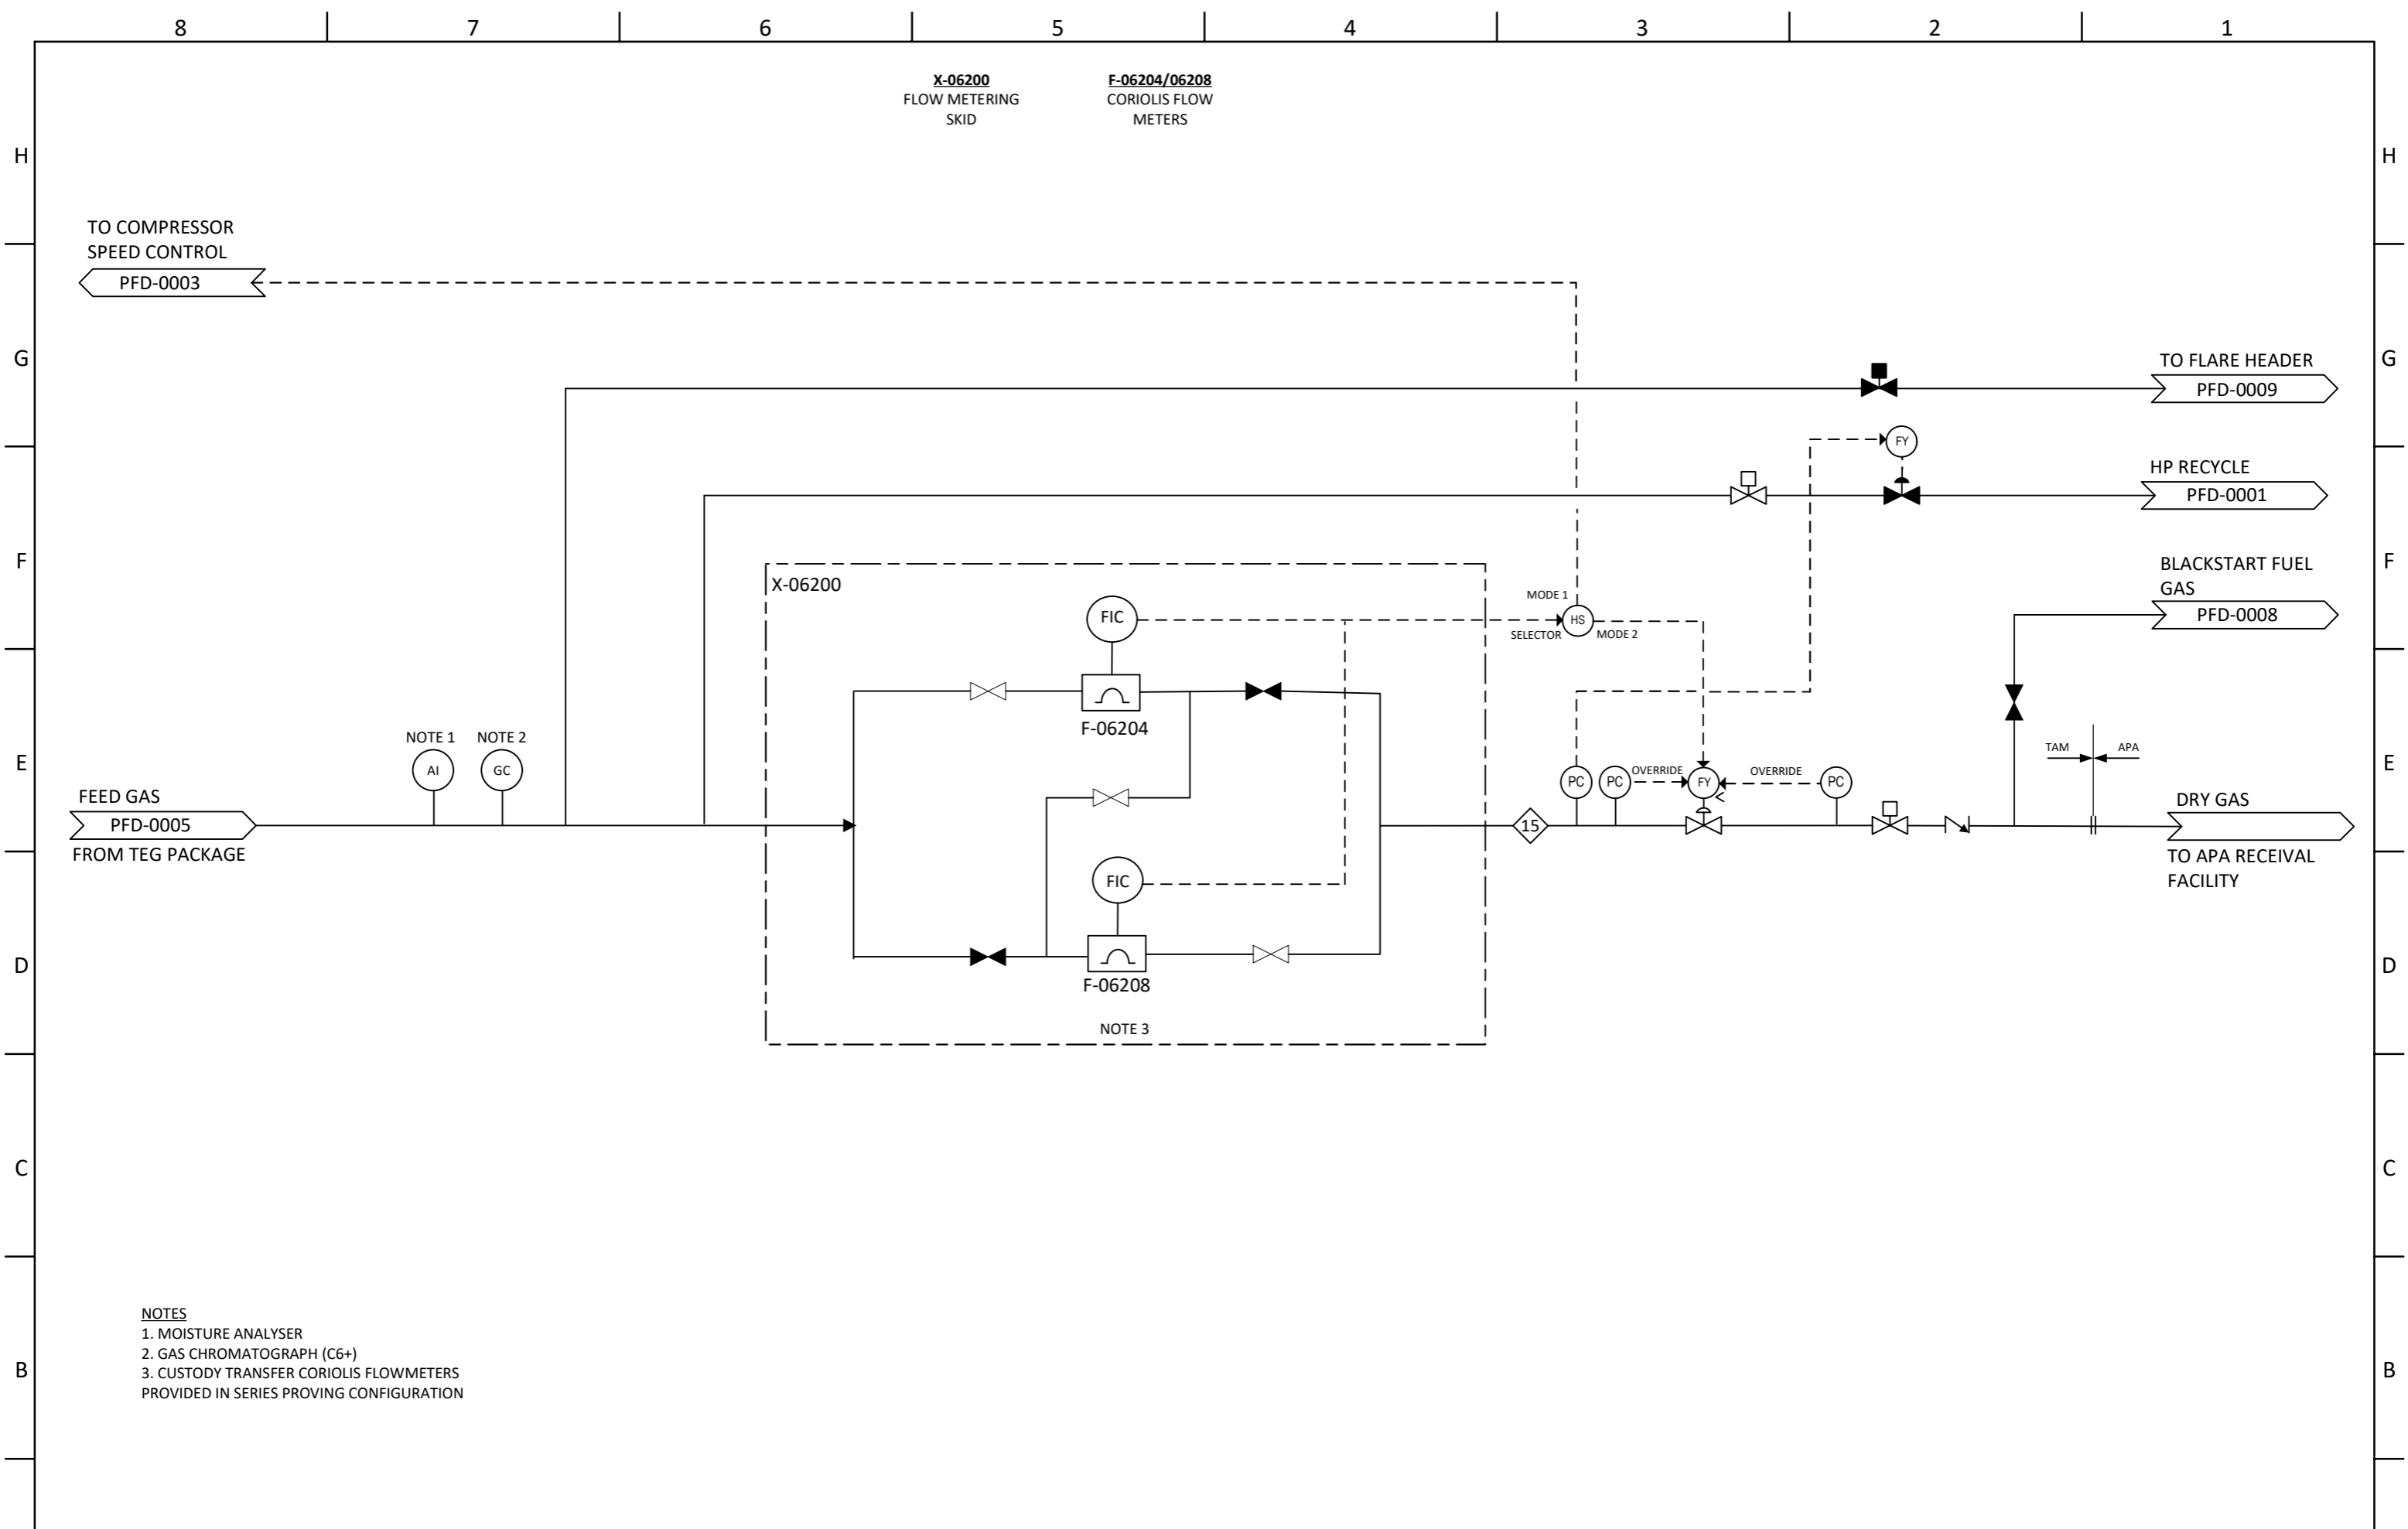 8 7 6 5 4 3 2 1
X-06200
FLOW METERING
SKID
F-06204/06208
CORIOLIS FLOW
METERS
H H
TO COMPRESSOR
SPEED CONTROL
PFD-0003
G G
TO FLARE HEADER
PFD-0009
FY
HP RECYCLE
PFD-0001
F F
BLACKSTART FUEL
GAS
PFD-0008
X-06200
FIC
MODE 1
HS
SELECTOR
MODE 2
F-06204
E E
NOTE 1
AI
NOTE 2
GC
FEED GAS
PFD-0005
FROM TEG PACKAGE
15
PC
PC
OVERRIDE
FY
<
OVERRIDE
PC
TAM
APA
DRY GAS
TO APA RECEIVAL
FACILITY
FIC
F-06208
NOTE 3
D D
C C
NOTES
1. MOISTURE ANALYSER
2. GAS CHROMATOGRAPH (C6+)
3. CUSTODY TRANSFER CORIOLIS FLOWMETERS
PROVIDED IN SERIES PROVING CONFIGURATION
B B